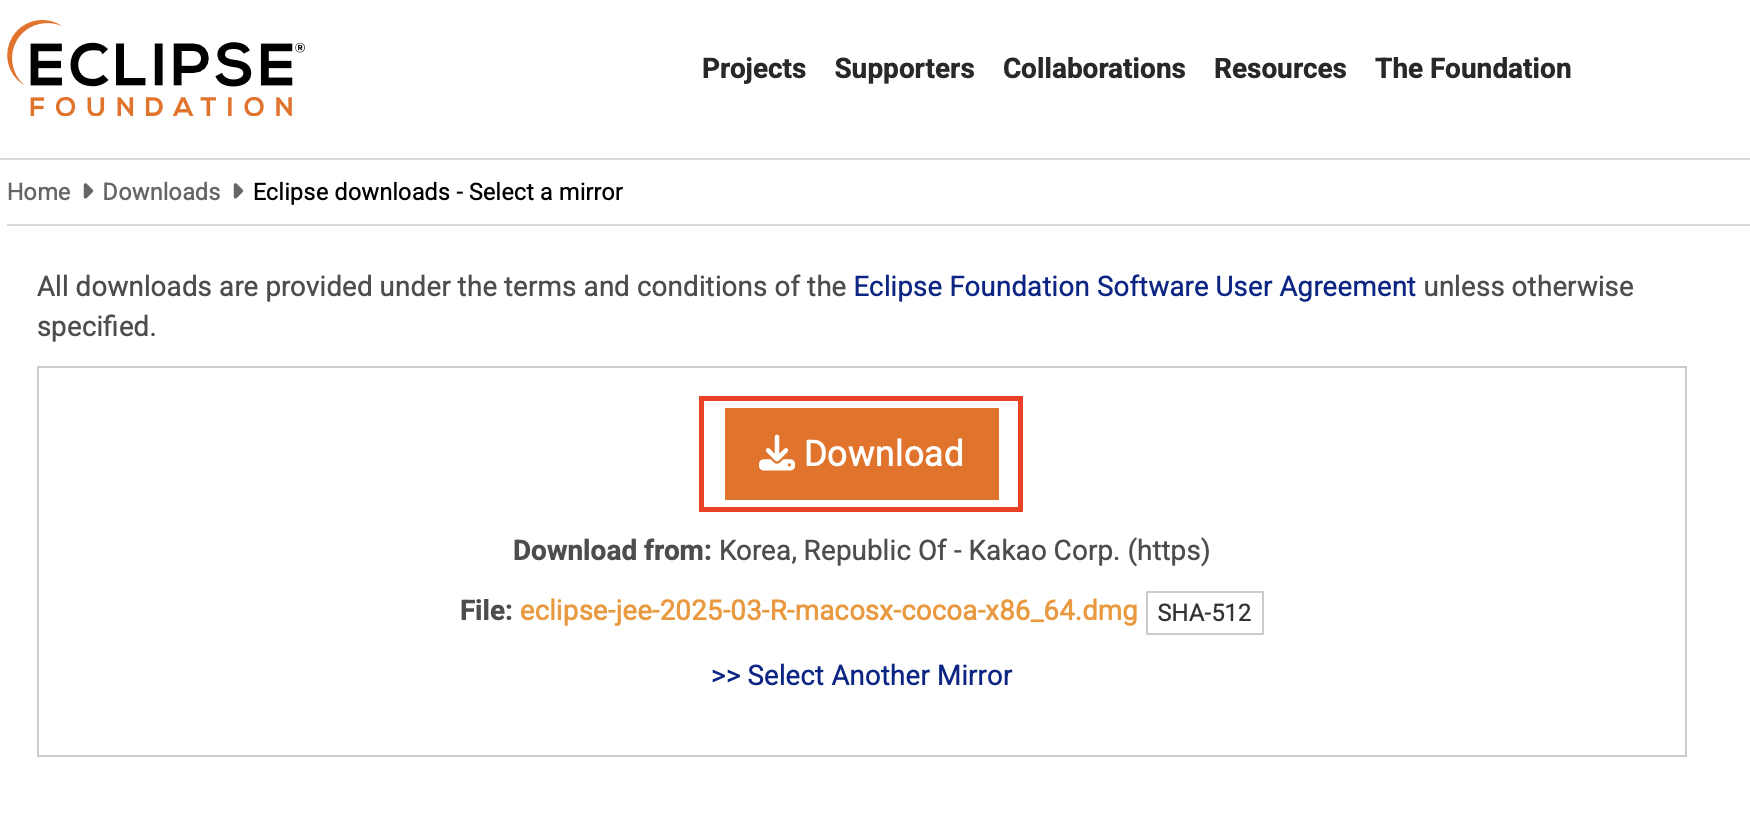 ECLIPSE®
FOUNDATION
Projects Supporters Collaborations Resources The Foundation
Home Downloads Eclipse downloads - Select a mirror
All downloads are provided under the terms and conditions of the Eclipse Foundation Software User Agreement unless otherwise
specified.
Download
Download from: Korea, Republic Of - Kakao Corp. (https)
File: eclipse-jee-2025-03-R-macosx-cocoa-x86_64.dmg SHA-512
>> Select Another Mirror